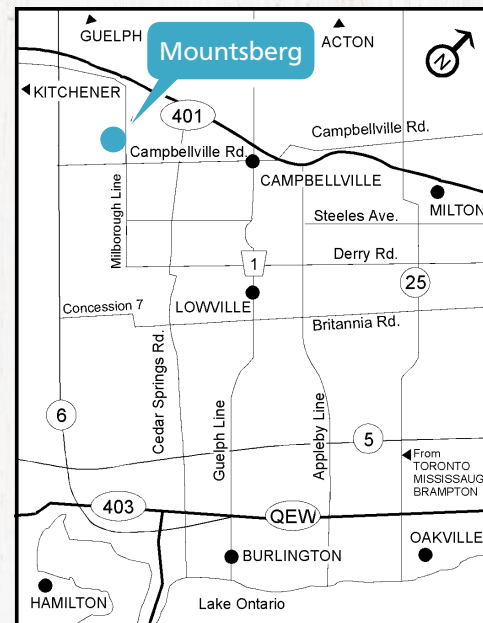 GUELPH
ACTON
Mountsberg
N
KITCHENER
401
Campbellville Rd.
Campbellville Rd.
CAMPBELLVILLE
Milborough Line
MILTON
Steeles Ave.
Derry Rd.
1
25
Concession 7
LOWVILLE
Britannia Rd.
Cedar Springs Rd.
Guelph Line
Appleby Line
6
5
From
TORONTO
MISSISSAUG
BRAMPTON
403
QEW
BURLINGTON
OAKVILLE
HAMILTON
Lake Ontario